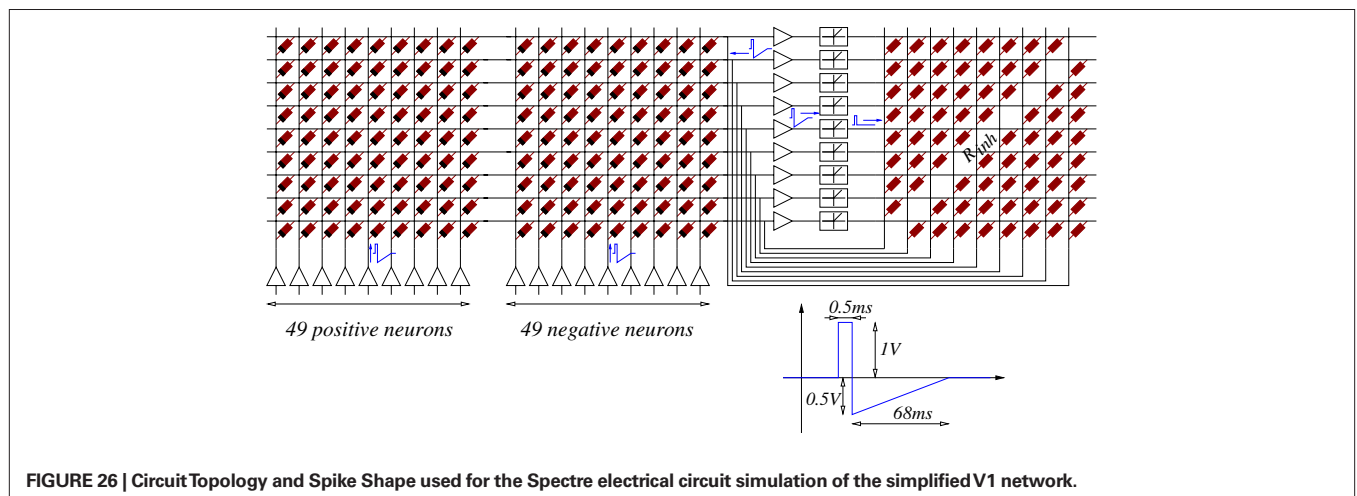 R inh
49 positive neurons
49 negative neurons
0.5ms
1V
0.5V
68ms
FIGURE 26 | Circuit Topology and Spike Shape used for the Spectre electrical circuit simulation of the simplified V1 network.